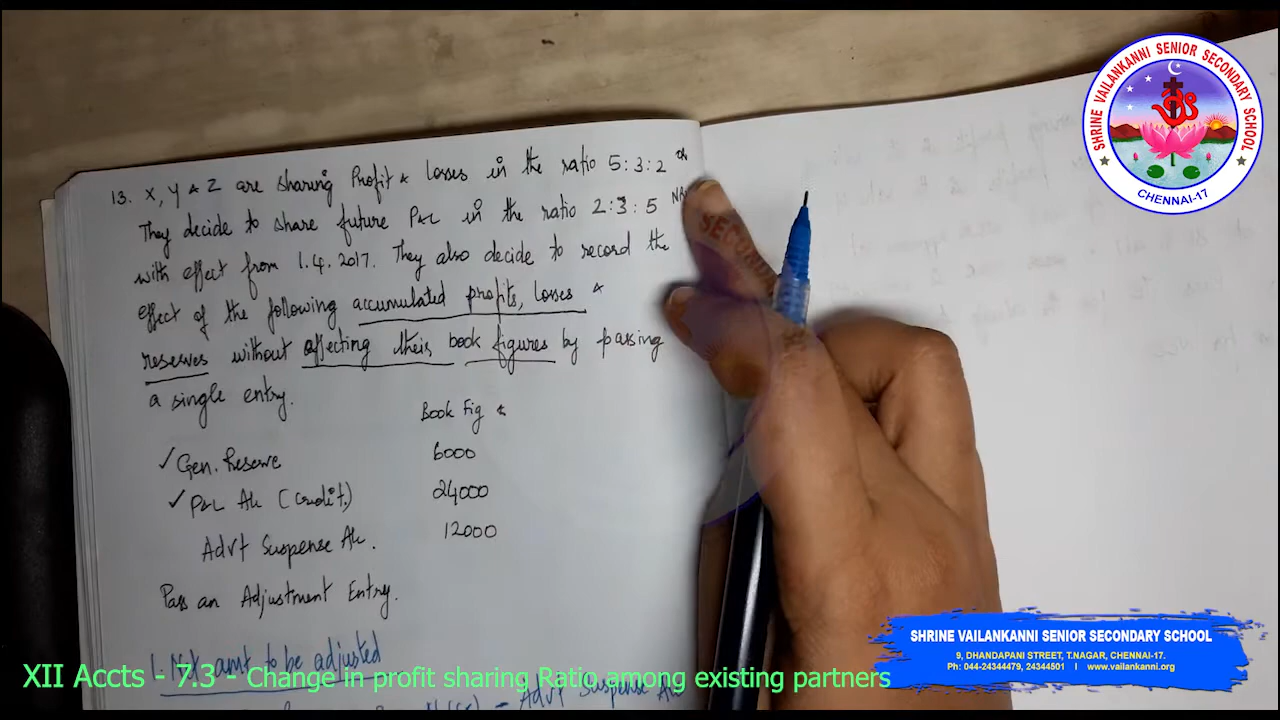 13. X, Y & Z are sharing Profit & losses in the ratio 5:3:2
They decide to share future P&L in the ratio 2:3:5
with effect from 1.4.2017. They also decide to record the
effect of the following accumulated profits, losses &
reserves without affecting their book figures by passing
a single entry.
Book Fig
Gen. Reserve 6000
P&L A/c (Credit) 24000
Advt Suspense A/c. 12000
Pass an Adjustment Entry.
1. Net amt to be adjusted
- Advt Suspense A/c
XII Accts - 7.3 - Change in profit sharing Ratio among existing partners
SHRINE VAILANKANNI SENIOR SECONDARY SCHOOL
CHENNAI-17
SHRINE VAILANKANNI SENIOR SECONDARY SCHOOL
9, DHANDAPANI STREET, T.NAGAR, CHENNAI-17.
Ph: 044-24344479, 24344501 I www.vailankanni.org